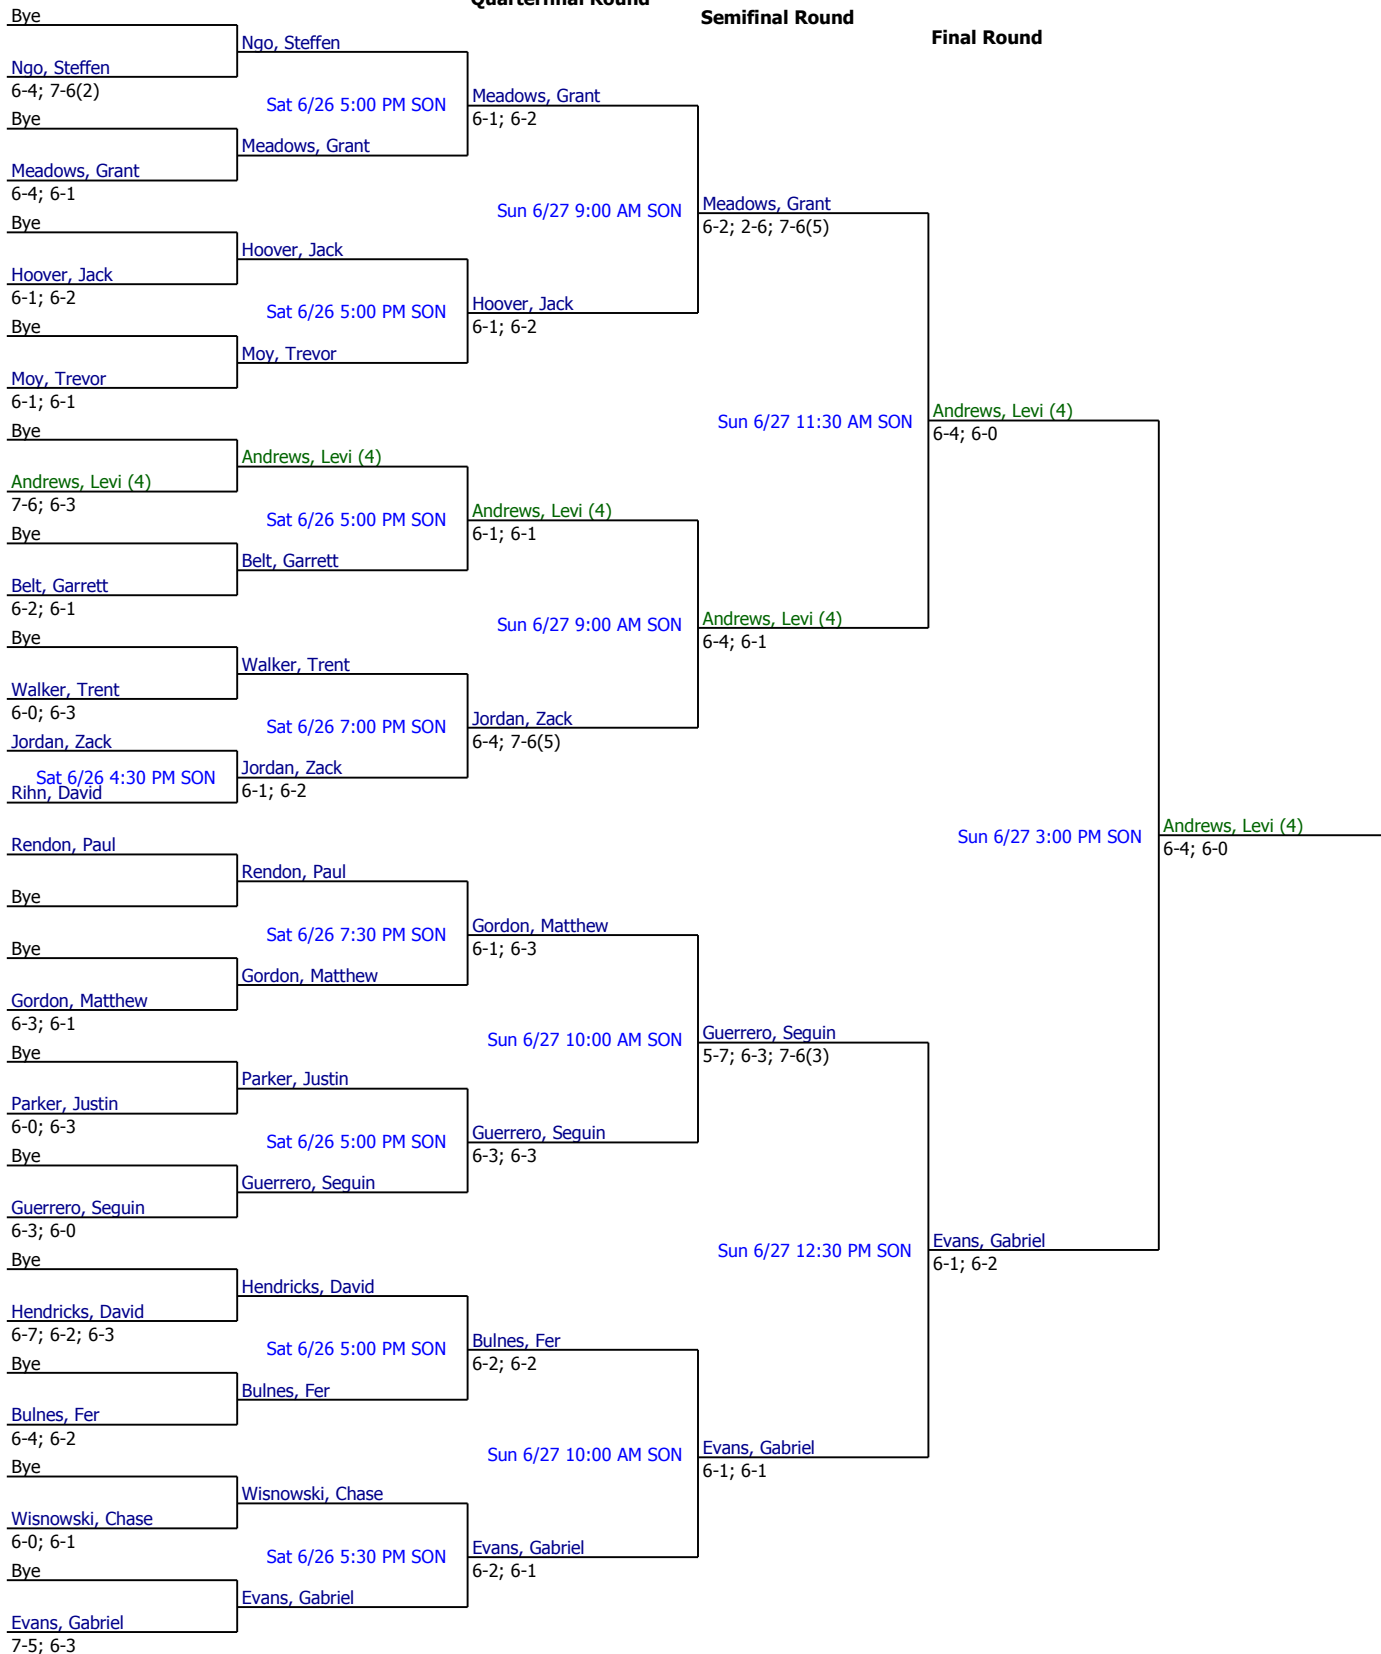 Quarterfinal Round
Semifinal Round
Final Round
Bye
Ngo, Steffen
Ngo, Steffen
6-4; 7-6(2)
Sat 6/26 5:00 PM SON
Meadows, Grant
6-1; 6-2
Bye
Meadows, Grant
Meadows, Grant
6-4; 6-1
Sun 6/27 9:00 AM SON
Meadows, Grant
6-2; 2-6; 7-6(5)
Bye
Hoover, Jack
Hoover, Jack
6-1; 6-2
Sat 6/26 5:00 PM SON
Hoover, Jack
6-1; 6-2
Bye
Moy, Trevor
Moy, Trevor
6-1; 6-1
Sun 6/27 11:30 AM SON
Andrews, Levi (4)
6-4; 6-0
Bye
Andrews, Levi (4)
Andrews, Levi (4)
7-6; 6-3
Sat 6/26 5:00 PM SON
Andrews, Levi (4)
6-1; 6-1
Bye
Belt, Garrett
Belt, Garrett
6-2; 6-1
Sun 6/27 9:00 AM SON
Andrews, Levi (4)
6-4; 6-1
Bye
Walker, Trent
Walker, Trent
6-0; 6-3
Sat 6/26 7:00 PM SON
Jordan, Zack
6-4; 7-6(5)
Jordan, Zack
Sat 6/26 4:30 PM SON
Jordan, Zack
6-1; 6-2
Rihn, David
Sun 6/27 3:00 PM SON
Andrews, Levi (4)
6-4; 6-0
Rendon, Paul
Rendon, Paul
Bye
Sat 6/26 7:30 PM SON
Gordon, Matthew
6-1; 6-3
Bye
Gordon, Matthew
Gordon, Matthew
6-3; 6-1
Sun 6/27 10:00 AM SON
Guerrero, Seguin
5-7; 6-3; 7-6(3)
Bye
Parker, Justin
Parker, Justin
6-0; 6-3
Sat 6/26 5:00 PM SON
Guerrero, Seguin
6-3; 6-3
Bye
Guerrero, Seguin
Guerrero, Seguin
6-3; 6-0
Sun 6/27 12:30 PM SON
Evans, Gabriel
6-1; 6-2
Bye
Hendricks, David
Hendricks, David
6-7; 6-2; 6-3
Sat 6/26 5:00 PM SON
Bulnes, Fer
6-2; 6-2
Bye
Bulnes, Fer
Bulnes, Fer
6-4; 6-2
Sun 6/27 10:00 AM SON
Evans, Gabriel
6-1; 6-1
Bye
Wisnowski, Chase
Wisnowski, Chase
6-0; 6-1
Sat 6/26 5:30 PM SON
Evans, Gabriel
6-2; 6-1
Bye
Evans, Gabriel
Evans, Gabriel
7-5; 6-3